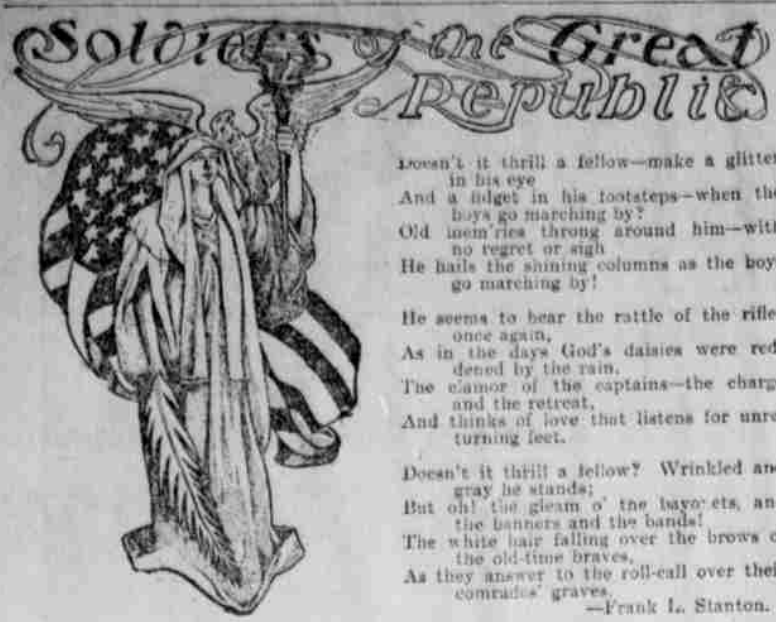 Soldiers of the Great
Republic
Doesn't it thrill a fellow—make a glitter
in his eye
And a fidget in his footsteps—when the
boys go marching by?
Old mem'ries throng around him—with
no regret or sigh
He hails the shining columns as the boys
go marching by!
He seems to hear the rattle of the rifles
once again,
As in the days God's daisies were red-
dened by the rain,
The clamor of the captains—the charge
and the retreat,
And thinks of love that listens for unre-
turning feet.
Doesn't it thrill a fellow? Wrinkled and
gray he stands;
But oh! the gleam o' the bayonets, and
the banners and the bands!
The white hair falling over the brows of
the old-time braves,
As they answer to the roll-call over their
comrades' graves.
—Frank L. Stanton.